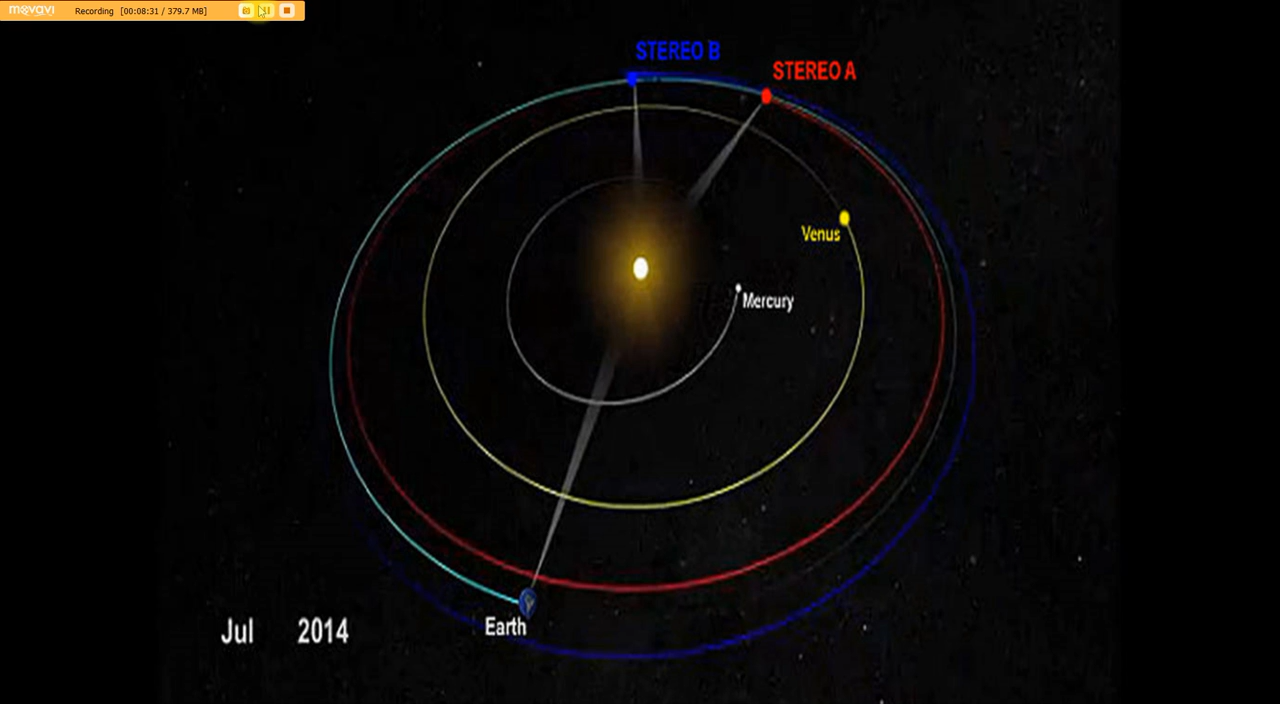 movavi Recording [00:08:31 / 379.7 MB]
STEREO B
STEREO A
Venus
Mercury
Earth
Jul 2014